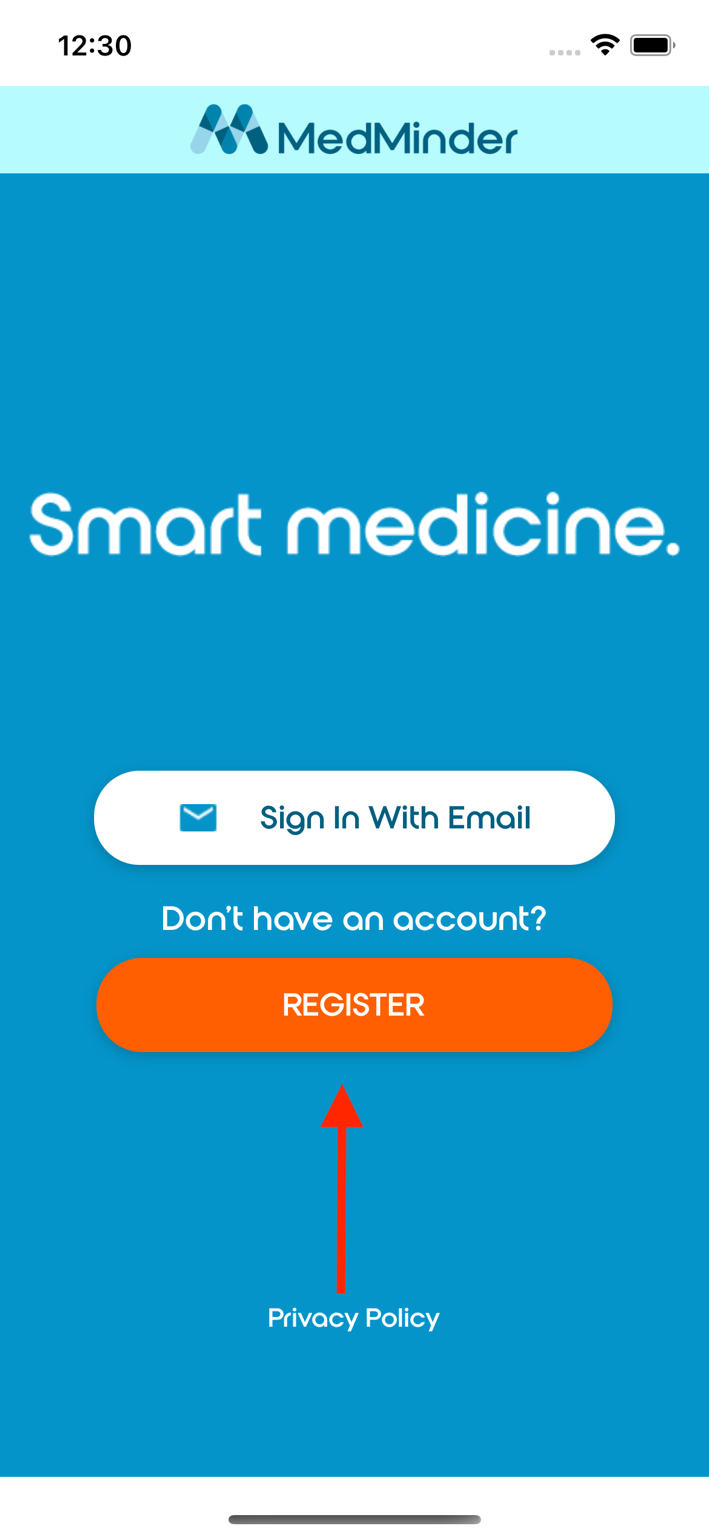 12:30
MedMinder
Smart medicine.
Sign In With Email
Don't have an account?
REGISTER
Privacy Policy